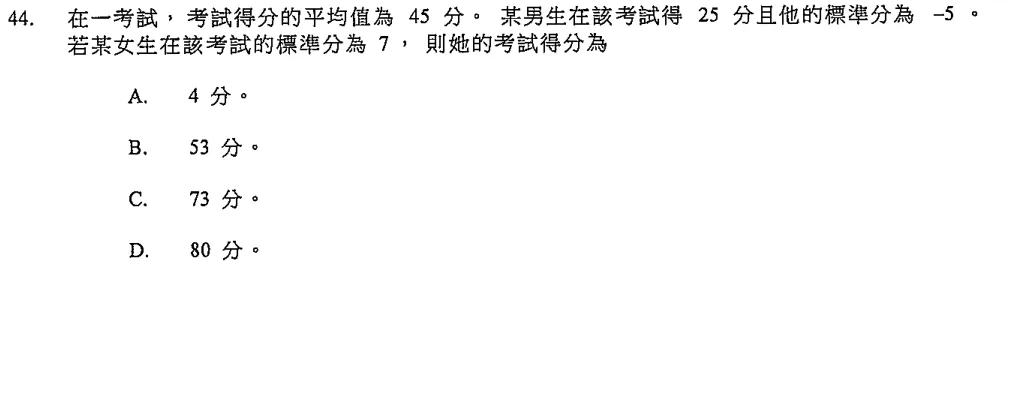 44. 在一考試，考試得分的平均值為 45 分。 某男生在該考試得 25 分且他的標準分為 –5 。
若某女生在該考試的標準分為 7 ， 則她的考試得分為
A. 4 分。
B. 53 分。
C. 73 分。
D. 80 分。